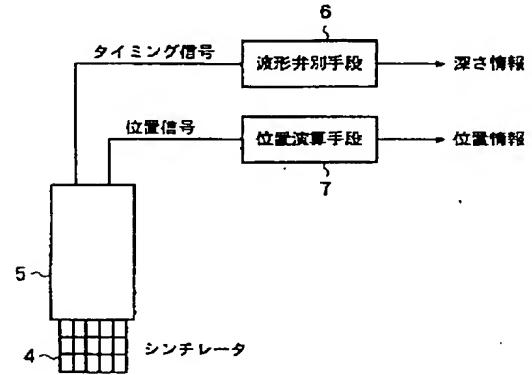 6
タイミング信号
波形弁別手段
深さ情報
位置信号
位置演算手段
位置情報
7
5
4
シンチレータ